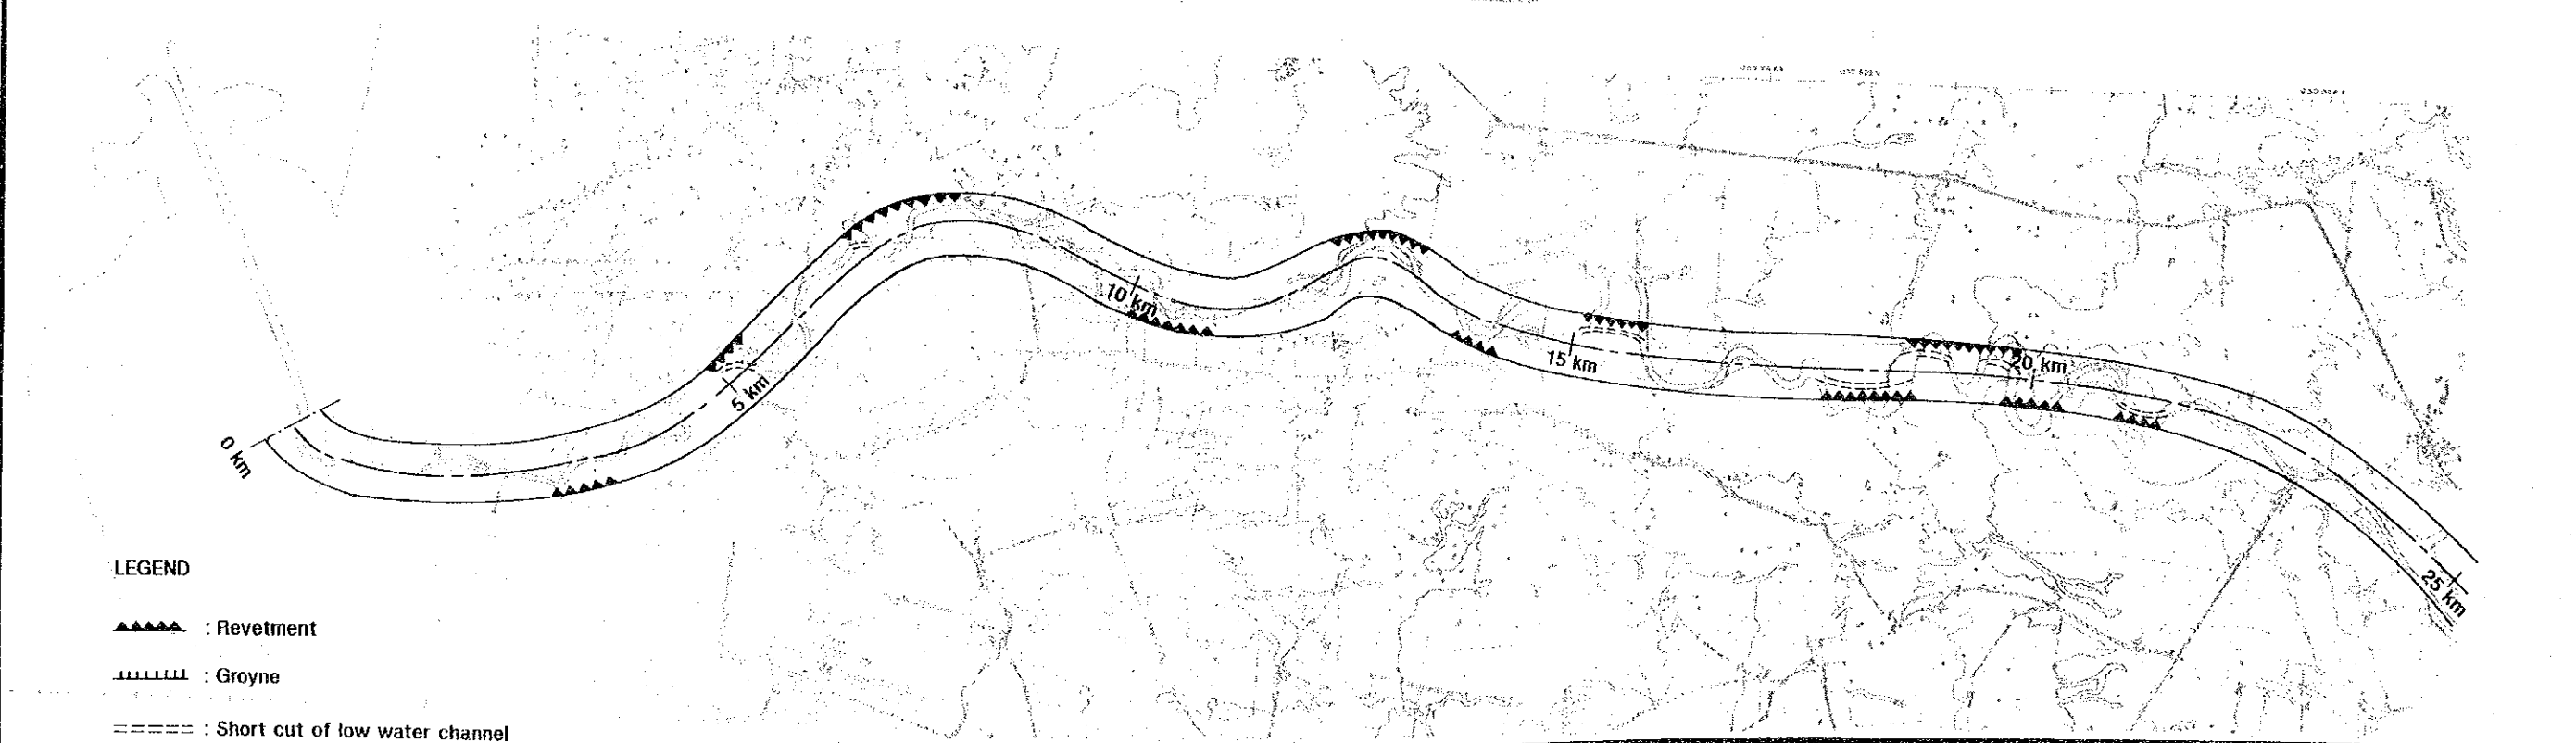 0 km
5 km
10 km
15 km
20 km
25 km
LEGEND
: Revetment
: Groyne
: Short cut of low water channel